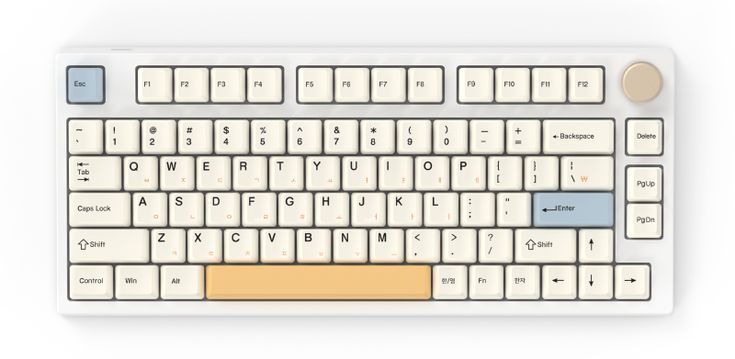 Esc F1 F2 F3 F4 F5 F6 F7 F8 F9 F10 F11 F12
~ ! @ # $ % ^ & * ( ) _ +
` 1 2 3 4 5 6 7 8 9 0 - = ←Backspace Delete
Tab Q W E R T Y U I O P { [ } ] | \ ₩ PgUp
Caps Lock A S D F G H J K L : ; " ' Enter PgDn
Shift Z X C V B N M < , > . ? / Shift ↑
Control Win Alt 한/영 Fn 한자 ← ↓ →